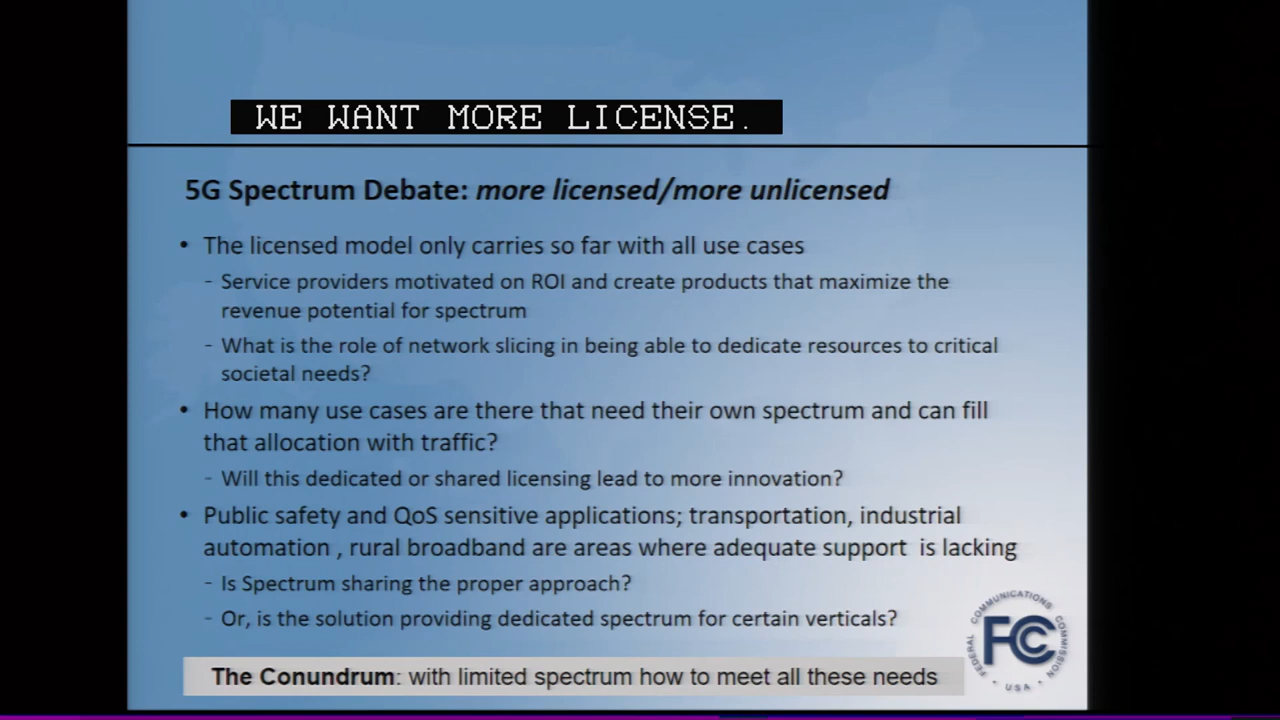 WE WANT MORE LICENSE.
5G Spectrum Debate: more licensed/more unlicensed
• The licensed model only carries so far with all use cases
- Service providers motivated on ROI and create products that maximize the
revenue potential for spectrum
- What is the role of network slicing in being able to dedicate resources to critical
societal needs?
• How many use cases are there that need their own spectrum and can fill
that allocation with traffic?
- Will this dedicated or shared licensing lead to more innovation?
• Public safety and QoS sensitive applications; transportation, industrial
automation , rural broadband are areas where adequate support is lacking
- Is Spectrum sharing the proper approach?
- Or, is the solution providing dedicated spectrum for certain verticals?
FEDERAL COMMUNICATIONS COMMISSION
FCC
• USA •
The Conundrum: with limited spectrum how to meet all these needs